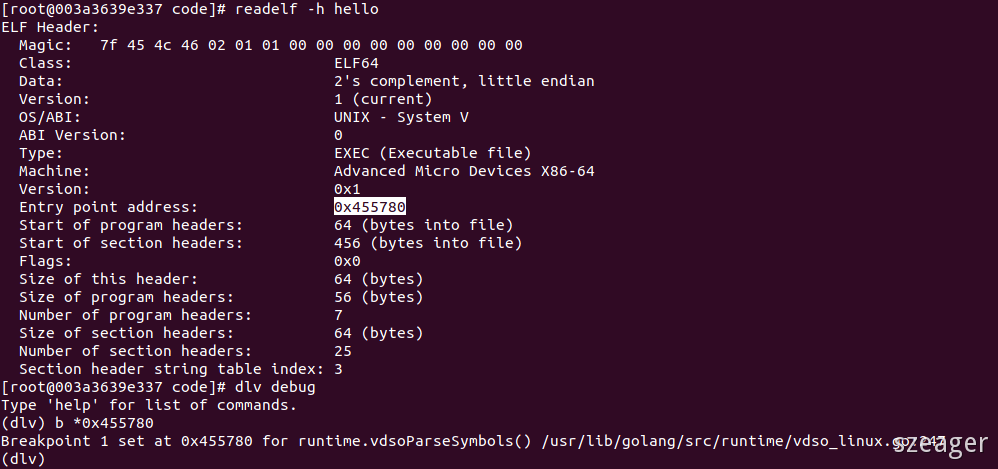 [root@003a3639e337 code]# readelf -h hello
ELF Header:
  Magic:   7f 45 4c 46 02 01 01 00 00 00 00 00 00 00 00 00
  Class:                             ELF64
  Data:                              2's complement, little endian
  Version:                           1 (current)
  OS/ABI:                            UNIX - System V
  ABI Version:                       0
  Type:                              EXEC (Executable file)
  Machine:                           Advanced Micro Devices X86-64
  Version:                           0x1
  Entry point address:               0x455780
  Start of program headers:          64 (bytes into file)
  Start of section headers:          456 (bytes into file)
  Flags:                             0x0
  Size of this header:               64 (bytes)
  Size of program headers:           56 (bytes)
  Number of program headers:         7
  Size of section headers:           64 (bytes)
  Number of section headers:         25
  Section header string table index: 3
[root@003a3639e337 code]# dlv debug
Type 'help' for list of commands.
(dlv) b *0x455780
Breakpoint 1 set at 0x455780 for runtime.vdsoParseSymbols() /usr/lib/golang/src/runtime/vdso_linux.go:247
(dlv)
szeager